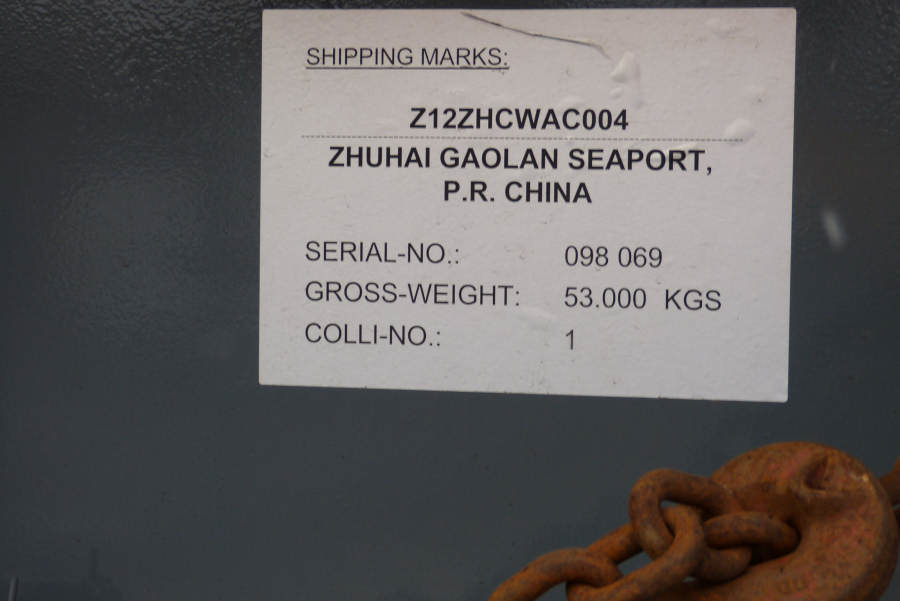 SHIPPING MARKS:
Z12ZHCWAC004
ZHUHAI GAOLAN SEAPORT,
P.R. CHINA
SERIAL-NO.: 098 069
GROSS-WEIGHT: 53.000 KGS
COLLI-NO.: 1